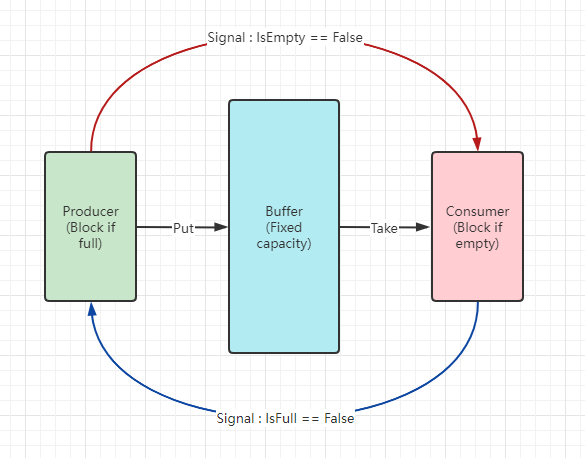 Signal : IsEmpty == False
Producer
(Block if
full)
Put
Buffer
(Fixed
capacity)
Take
Consumer
(Block if
empty)
Signal : IsFull == False